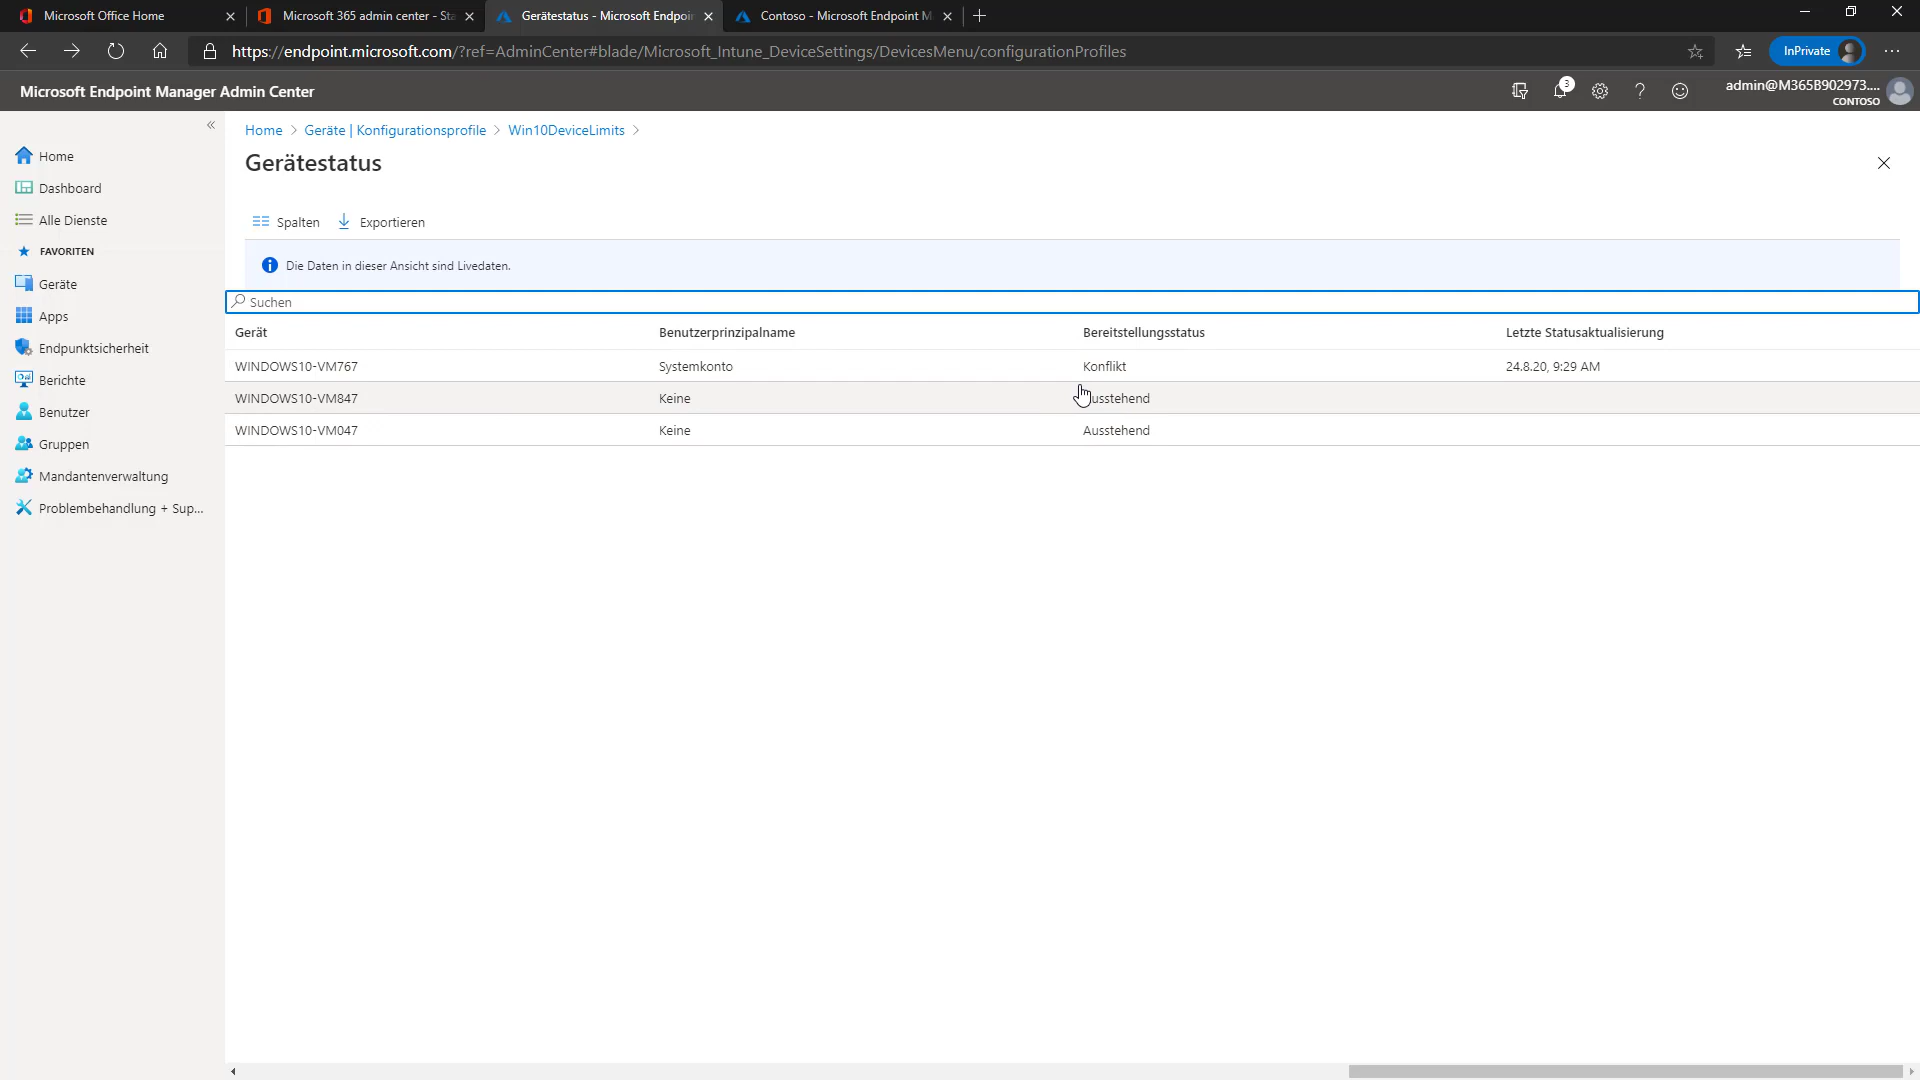 Microsoft Office Home
Microsoft 365 admin center - Sta
Gerätestatus - Microsoft Endpoin
Contoso - Microsoft Endpoint M
https://endpoint.microsoft.com/?ref=AdminCenter#blade/Microsoft_Intune_DeviceSettings/DevicesMenu/configurationProfiles
InPrivate
Microsoft Endpoint Manager Admin Center
3
admin@M365B902973....
CONTOSO
Home > Geräte | Konfigurationsprofile > Win10DeviceLimits >
Gerätestatus
Home
Dashboard
Alle Dienste
FAVORITEN
Geräte
Apps
Endpunktsicherheit
Berichte
Benutzer
Gruppen
Mandantenverwaltung
Problembehandlung + Sup...
Spalten
Exportieren
Die Daten in dieser Ansicht sind Livedaten.
Suchen
Gerät Benutzerprinzipalname Bereitstellungsstatus Letzte Statusaktualisierung
WINDOWS10-VM767 Systemkonto Konflikt 24.8.20, 9:29 AM
WINDOWS10-VM847 Keine Ausstehend
WINDOWS10-VM047 Keine Ausstehend